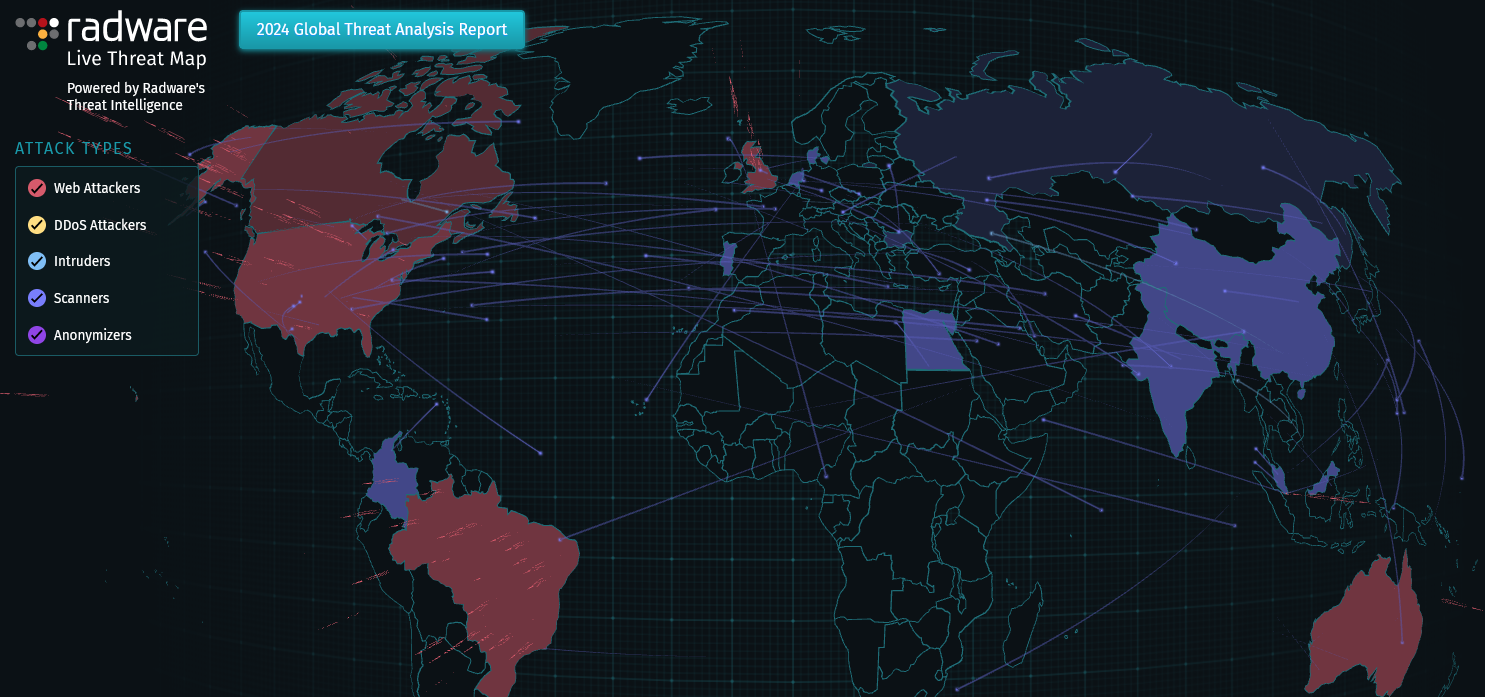 radware
Live Threat Map
Powered by Radware's
Threat Intelligence
2024 Global Threat Analysis Report
ATTACK TYPES
Web Attackers
DDoS Attackers
Intruders
Scanners
Anonymizers